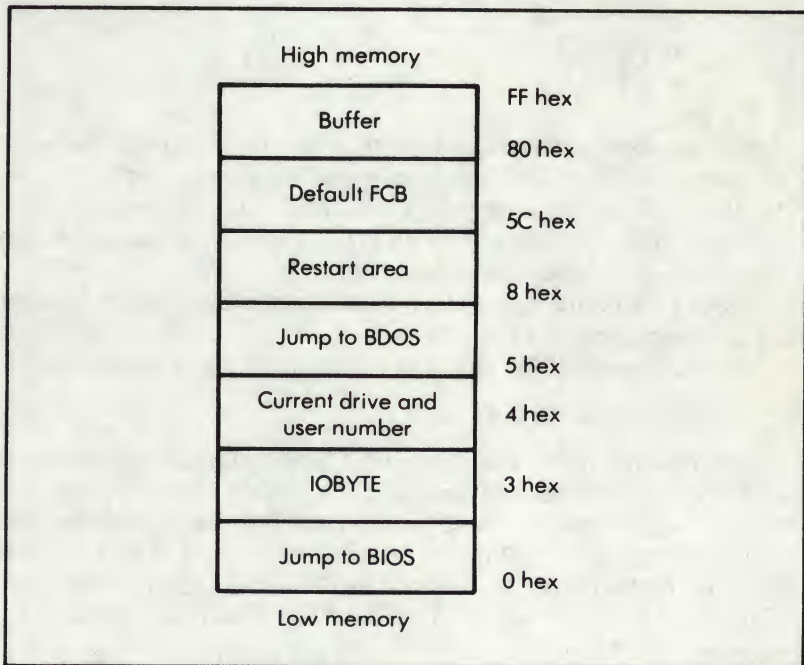 High memory
FF hex
Buffer
80 hex
Default FCB
5C hex
Restart area
8 hex
Jump to BDOS
5 hex
Current drive and
user number
4 hex
IOBYTE
3 hex
Jump to BIOS
0 hex
Low memory